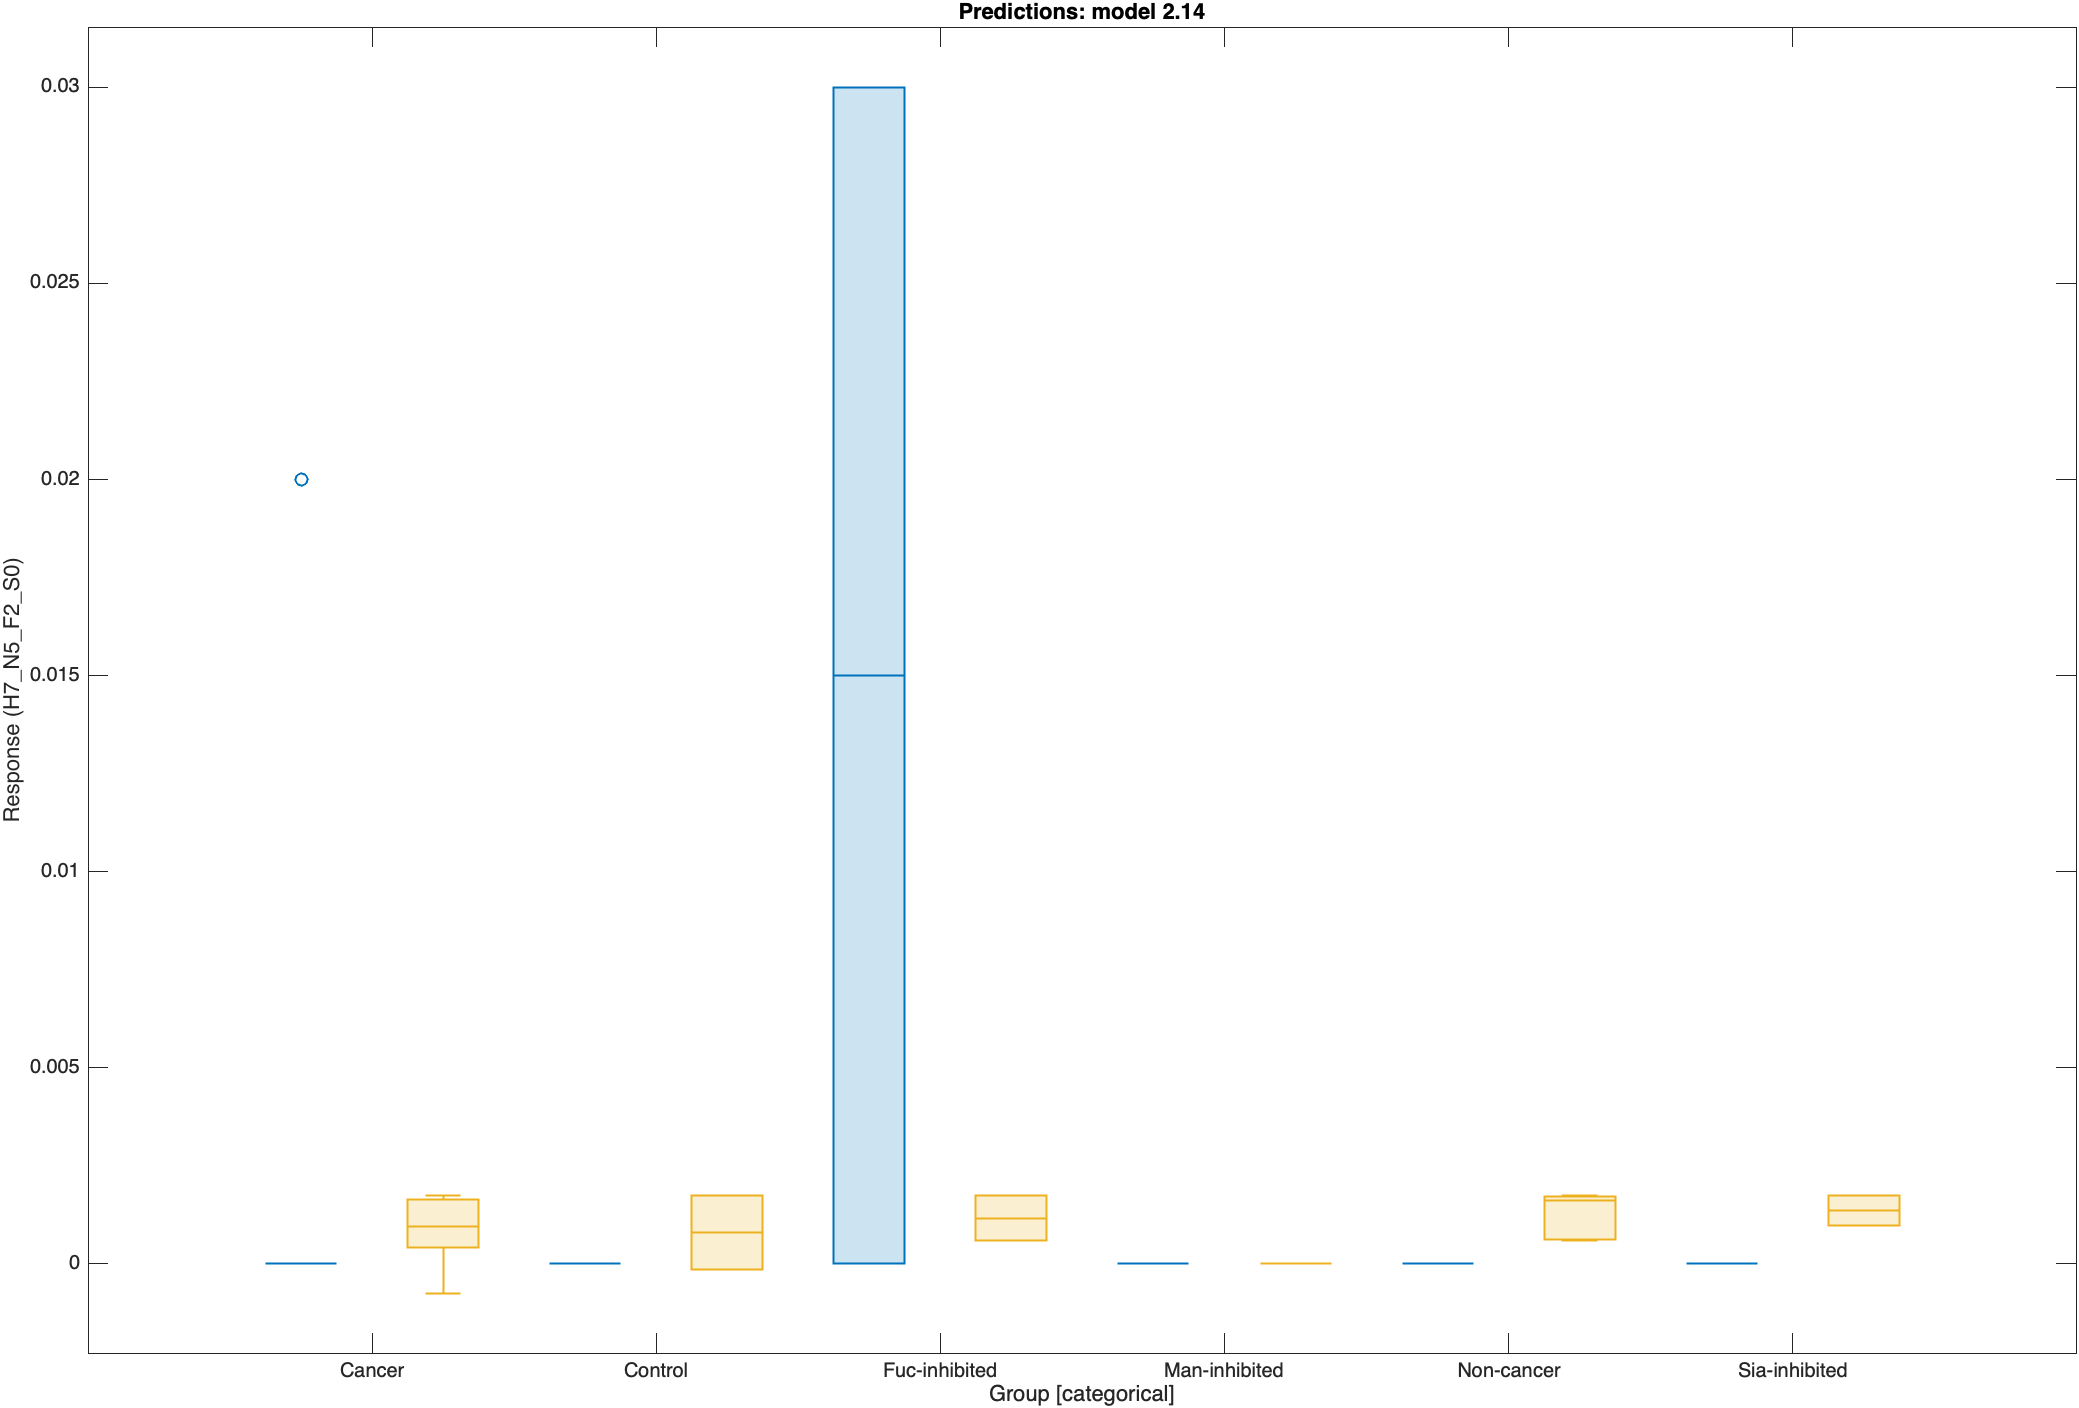 Predictions: model 2.14
0.03
0.025
0.02
0.015
0.01
0.005
0
Response (H7_N5_F2_S0)
Cancer Control Fuc-inhibited Man-inhibited Non-cancer Sia-inhibited
Group [categorical]